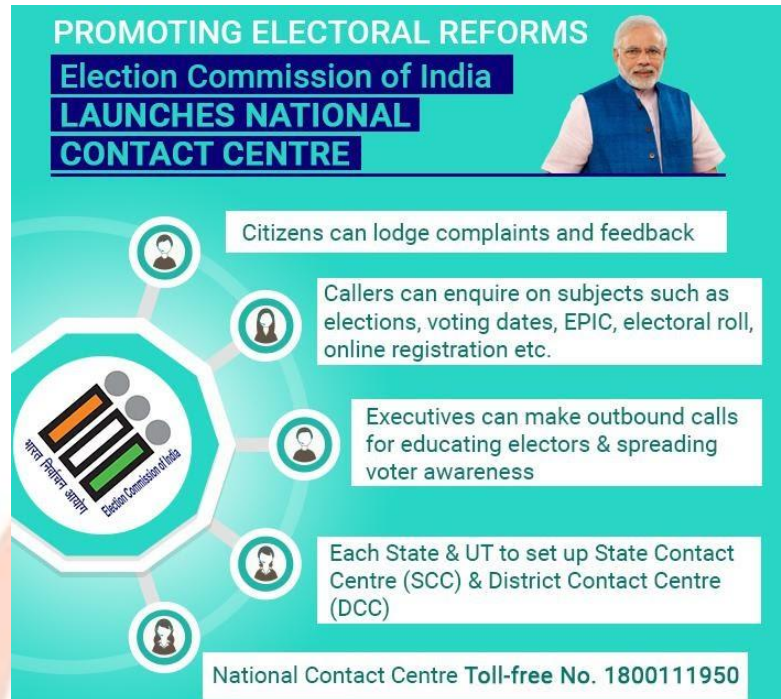 PROMOTING ELECTORAL REFORMS
Election Commission of India
LAUNCHES NATIONAL
CONTACT CENTRE
Citizens can lodge complaints and feedback
Callers can enquire on subjects such as
elections, voting dates, EPIC, electoral roll,
online registration etc.
Executives can make outbound calls
for educating electors & spreading
voter awareness
भारत निर्वाचन आयोग
Election Commission of India
Each State & UT to set up State Contact
Centre (SCC) & District Contact Centre
(DCC)
National Contact Centre Toll-free No. 1800111950